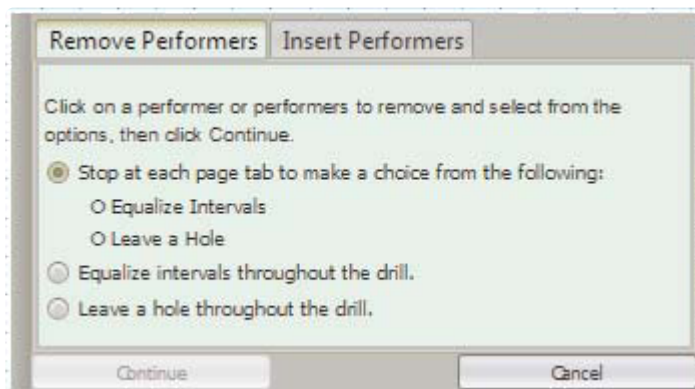 Remove Performers Insert Performers
Click on a performer or performers to remove and select from the
options, then click Continue.
Stop at each page tab to make a choice from the following:
O Equalize Intervals
O Leave a Hole
Equalize intervals throughout the drill.
Leave a hole throughout the drill.
Continue Cancel